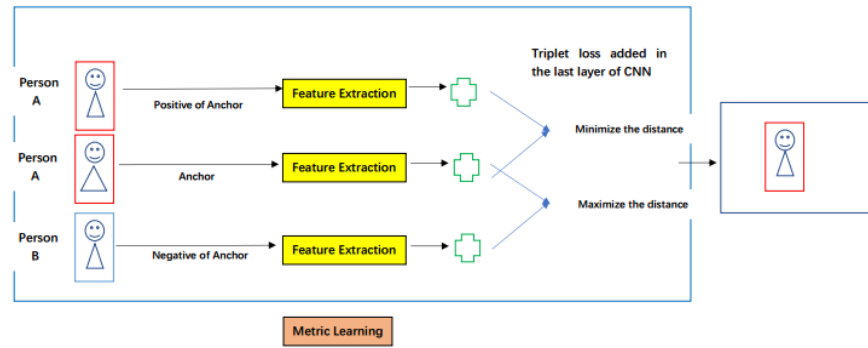 Triplet loss added in
the last layer of CNN
Person
A
Positive of Anchor
Feature Extraction
Minimize the distance
Person
A
Anchor
Feature Extraction
Maximize the distance
Person
B
Negative of Anchor
Feature Extraction
Metric Learning